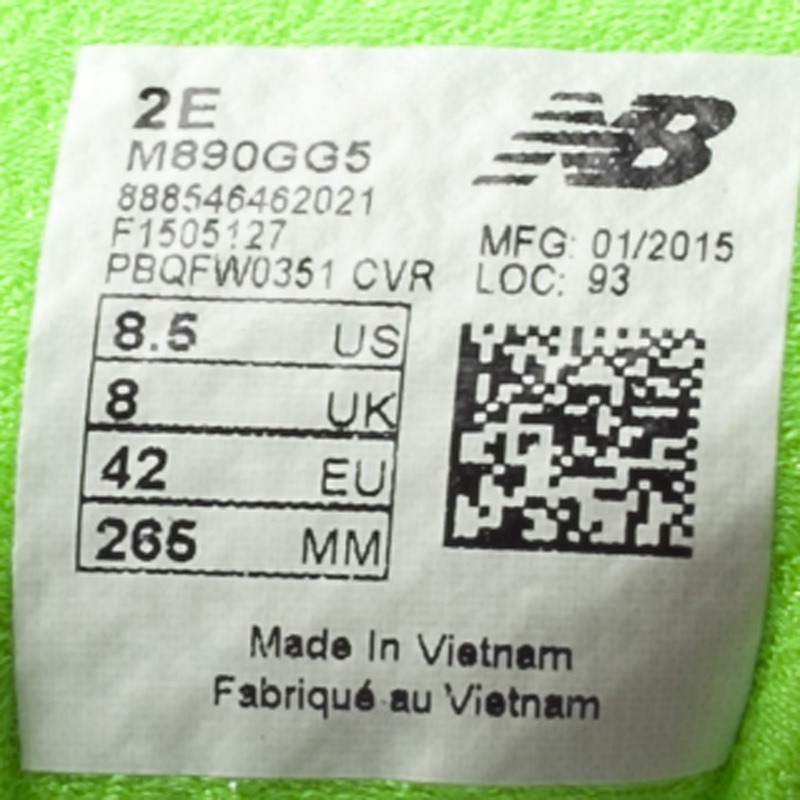 2E
M890GG5
888546462021
F1505127
PBQFW0351 CVR
NB
MFG: 01/2015
LOC: 93
8.5 US
8 UK
42 EU
265 MM
Made In Vietnam
Fabriqué au Vietnam